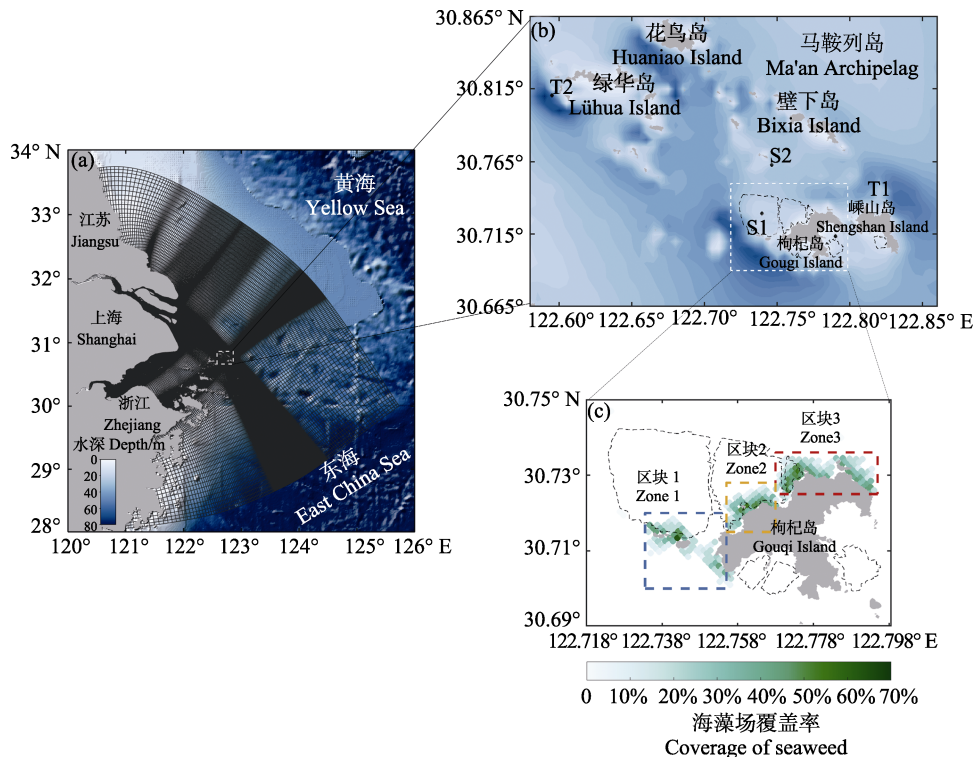 (a)
34° N
33°
32°
31°
30°
29°
28°
120°
121°
122°
123°
124°
125°
126° E
黄海
Yellow Sea
江苏
Jiangsu
上海
Shanghai
浙江
Zhejiang
水深 Depth/m
0
20
40
60
80
东海
East China Sea
(b)
30.865° N
30.815°
30.765°
30.715°
30.665°
122.60°
122.65°
122.70°
122.75°
122.80°
122.85° E
花鸟岛
Huaniao Island
马鞍列岛
Ma'an Archipelag
T2
绿华岛
Lühua Island
壁下岛
Bixia Island
S2
T1
嵊山岛
Shengshan Island
S1
枸杞岛
Gougi Island
(c)
30.75° N
30.73°
30.71°
30.69°
122.718°
122.738°
122.758°
122.778°
122.798° E
区块3
Zone3
区块2
Zone2
区块 1
Zone 1
枸杞岛
Gouqi Island
0
10%
20%
30%
40%
50%
60%
70%
海藻场覆盖率
Coverage of seaweed